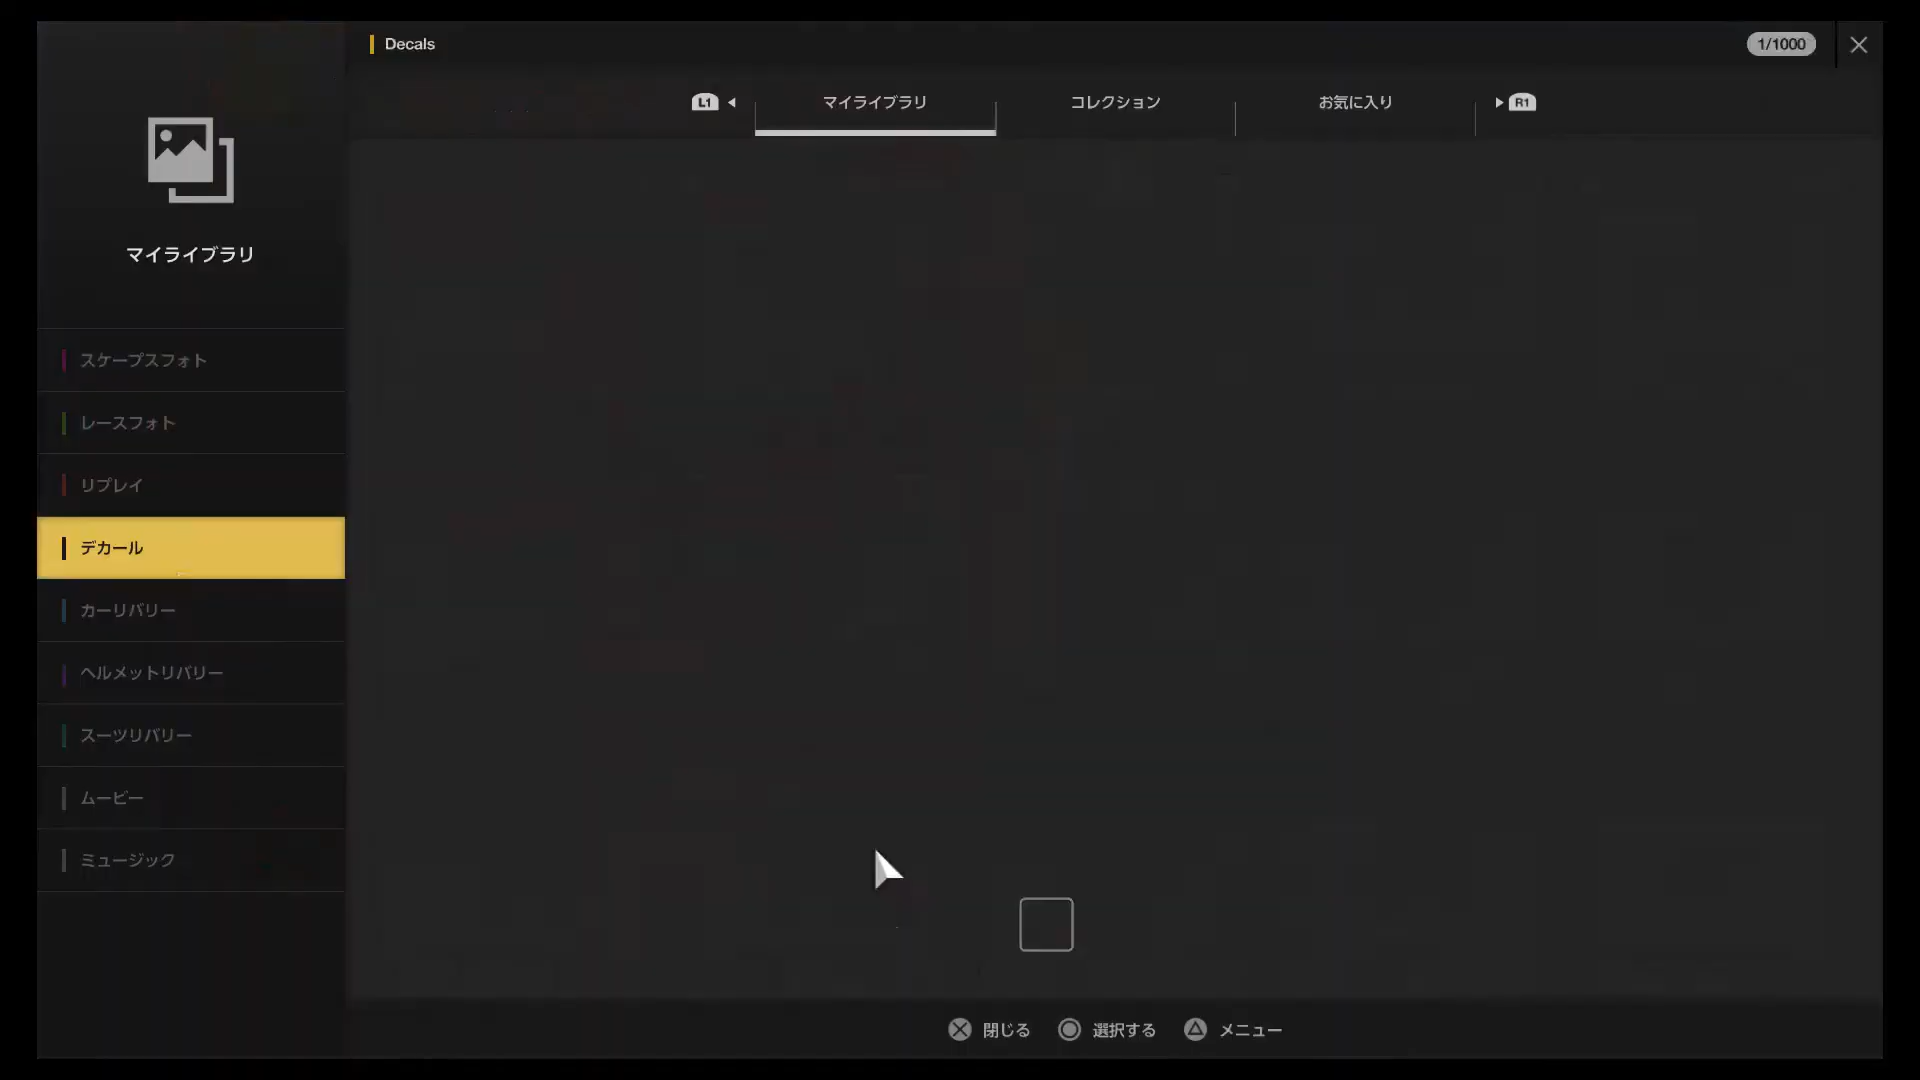 Decals
1/1000
L1 マイライブラリ コレクション お気に入り R1
マイライブラリ
スケープスフォト
レースフォト
リプレイ
デカール
カーリバリー
ヘルメットリバリー
スーツリバリー
ムービー
ミュージック
閉じる 選択する メニュー